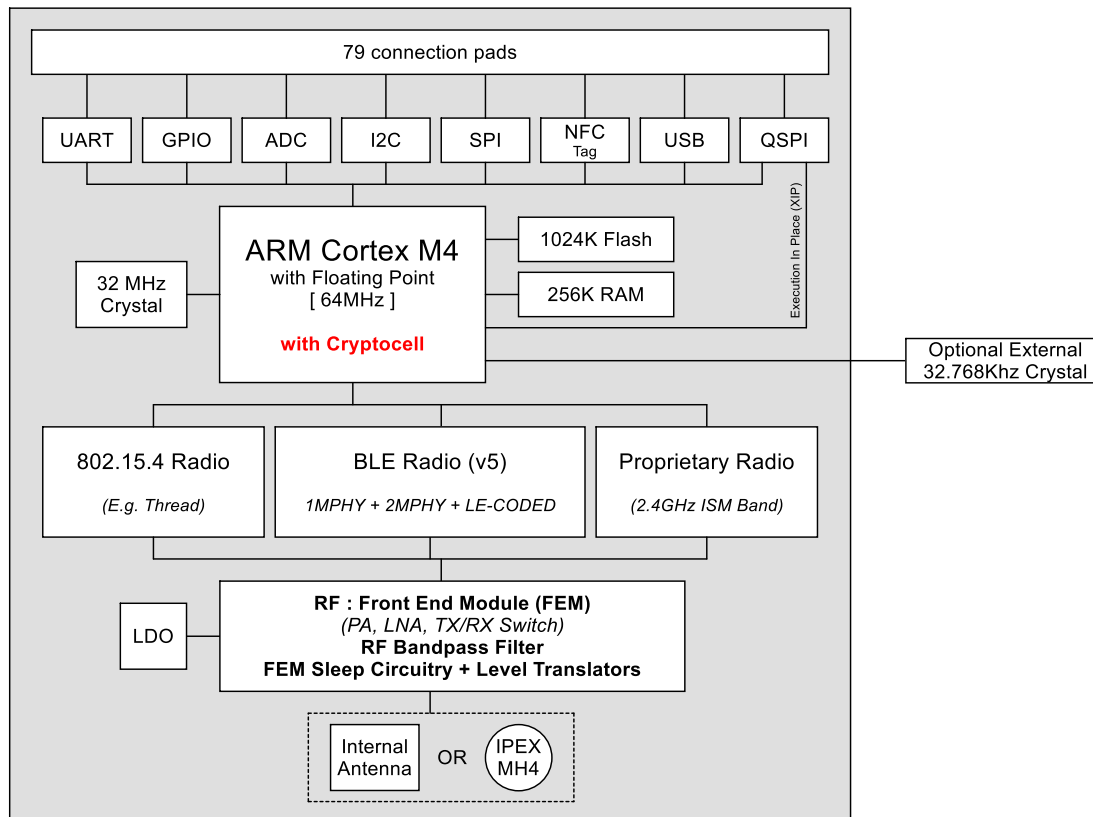 79 connection pads
UART
GPIO
ADC
I2C
SPI
NFC
Tag
USB
QSPI
Execution In Place (XIP)
ARM Cortex M4
with Floating Point
[ 64MHz ]
with Cryptocell
32 MHz
Crystal
1024K Flash
256K RAM
Optional External
32.768Khz Crystal
802.15.4 Radio
(E.g. Thread)
BLE Radio (v5)
1MPHY + 2MPHY + LE-CODED
Proprietary Radio
(2.4GHz ISM Band)
LDO
RF : Front End Module (FEM)
(PA, LNA, TX/RX Switch)
RF Bandpass Filter
FEM Sleep Circuitry + Level Translators
Internal
Antenna
OR
IPEX
MH4